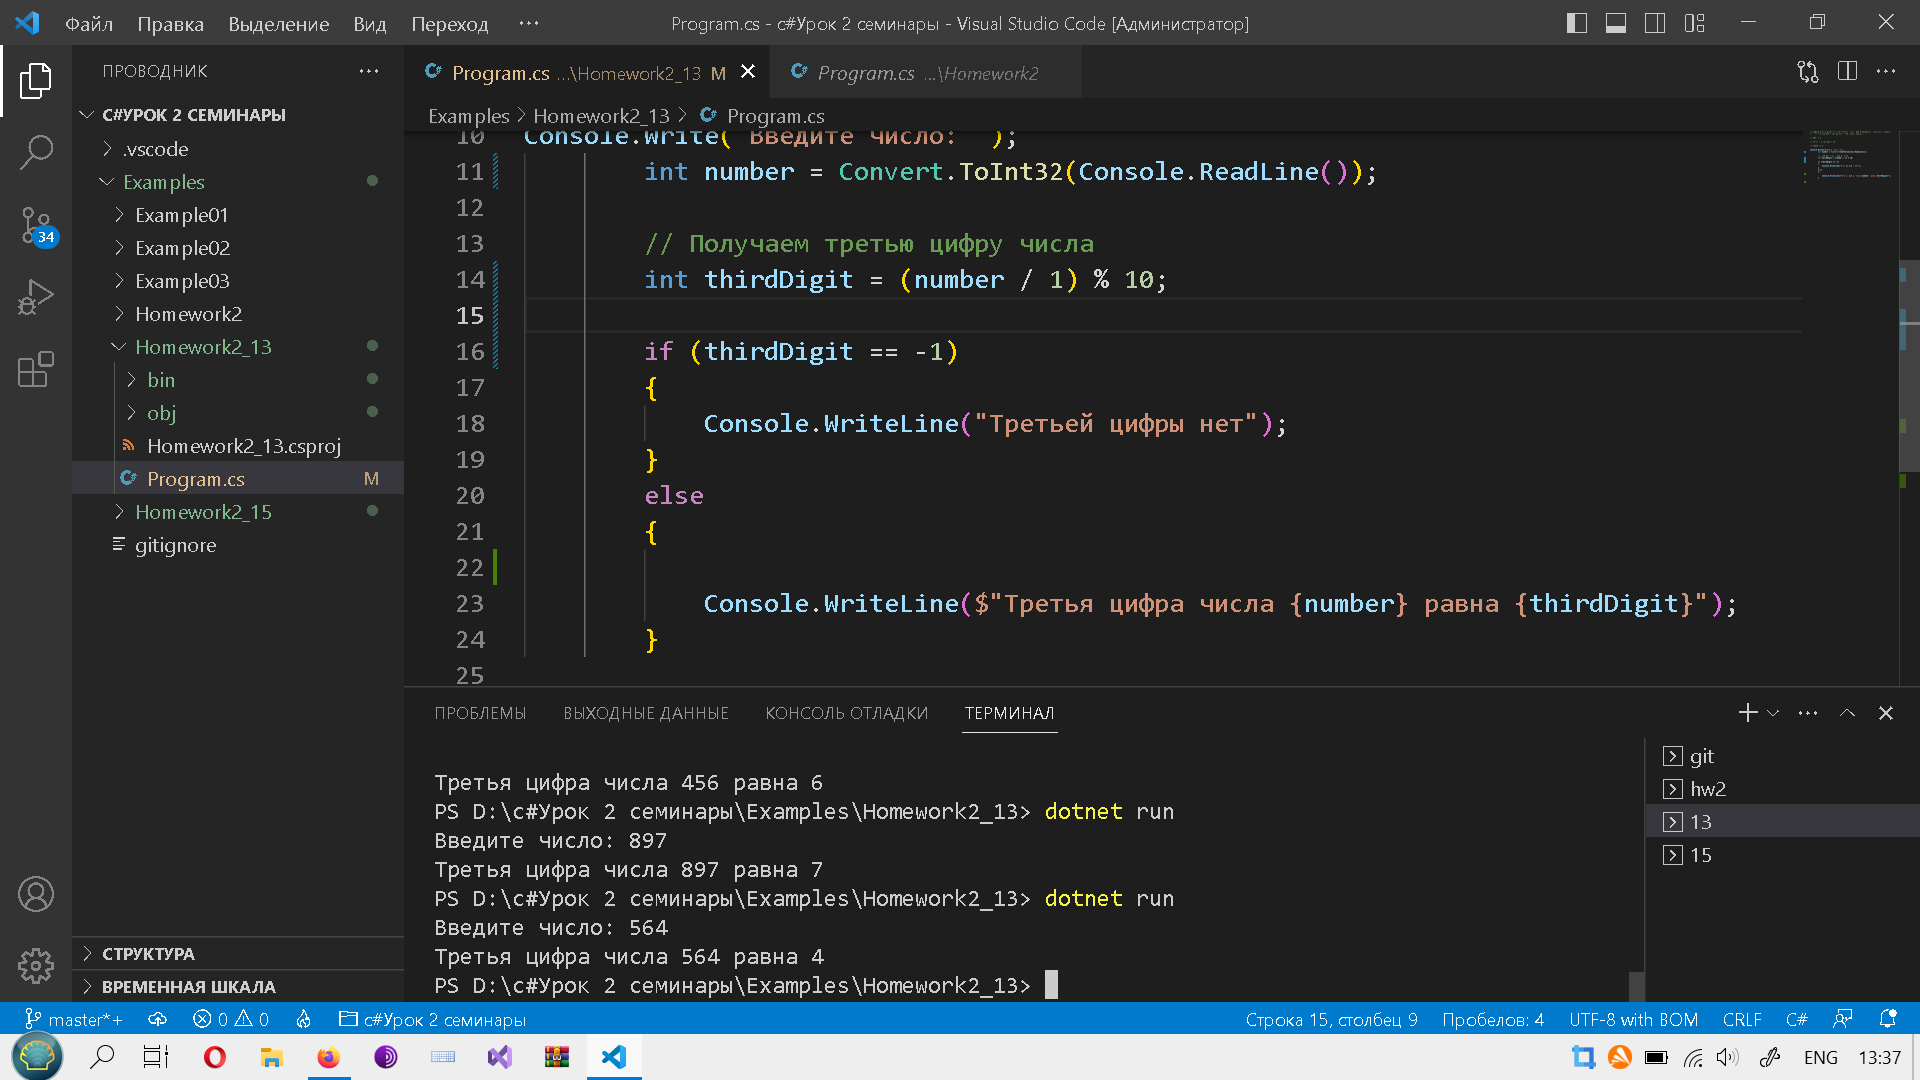 Файл Правка Выделение Вид Переход ···
Program.cs - c#Урок 2 семинары - Visual Studio Code [Администратор]
ПРОВОДНИК
C#УРОК 2 СЕМИНАРЫ
.vscode
Examples
Example01
Example02
Example03
Homework2
Homework2_13
bin
obj
Homework2_13.csproj
Program.cs M
Homework2_15
gitignore
СТРУКТУРА
ВРЕМЕННАЯ ШКАЛА
34
Program.cs ...\Homework2_13 M
Program.cs ...\Homework2
Examples > Homework2_13 > Program.cs
10 Console.Write("Введите число: ");
11 int number = Convert.ToInt32(Console.ReadLine());
12
13 // Получаем третью цифру числа
14 int thirdDigit = (number / 1) % 10;
15
16 if (thirdDigit == -1)
17 {
18 Console.WriteLine("Третьей цифры нет");
19 }
20 else
21 {
22
23 Console.WriteLine($"Третья цифра числа {number} равна {thirdDigit}");
24 }
25
ПРОБЛЕМЫ ВЫХОДНЫЕ ДАННЫЕ КОНСОЛЬ ОТЛАДКИ ТЕРМИНАЛ
Третья цифра числа 456 равна 6
PS D:\c#Урок 2 семинары\Examples\Homework2_13> dotnet run
Введите число: 897
Третья цифра числа 897 равна 7
PS D:\c#Урок 2 семинары\Examples\Homework2_13> dotnet run
Введите число: 564
Третья цифра числа 564 равна 4
PS D:\c#Урок 2 семинары\Examples\Homework2_13>
git
hw2
13
15
master*+ 0 0 c#Урок 2 семинары
Строка 15, столбец 9 Пробелов: 4 UTF-8 with BOM CRLF C#
ENG 13:37